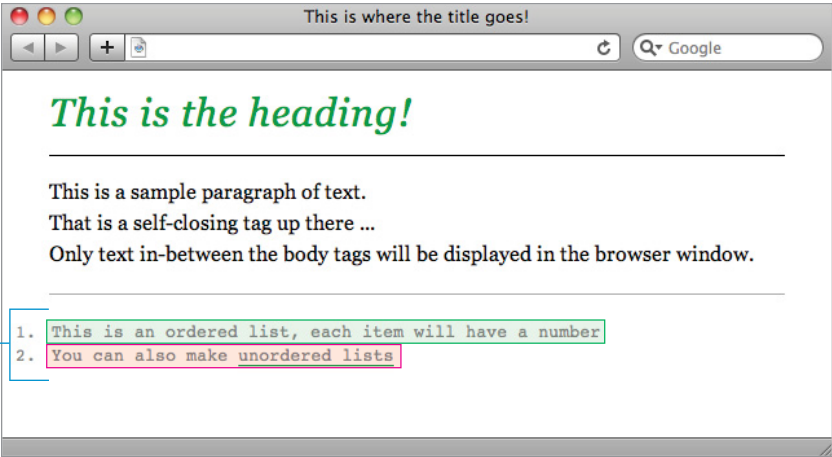 This is where the title goes!
Google
This is the heading!
This is a sample paragraph of text.
That is a self-closing tag up there ...
Only text in-between the body tags will be displayed in the browser window.
1. This is an ordered list, each item will have a number
2. You can also make unordered lists